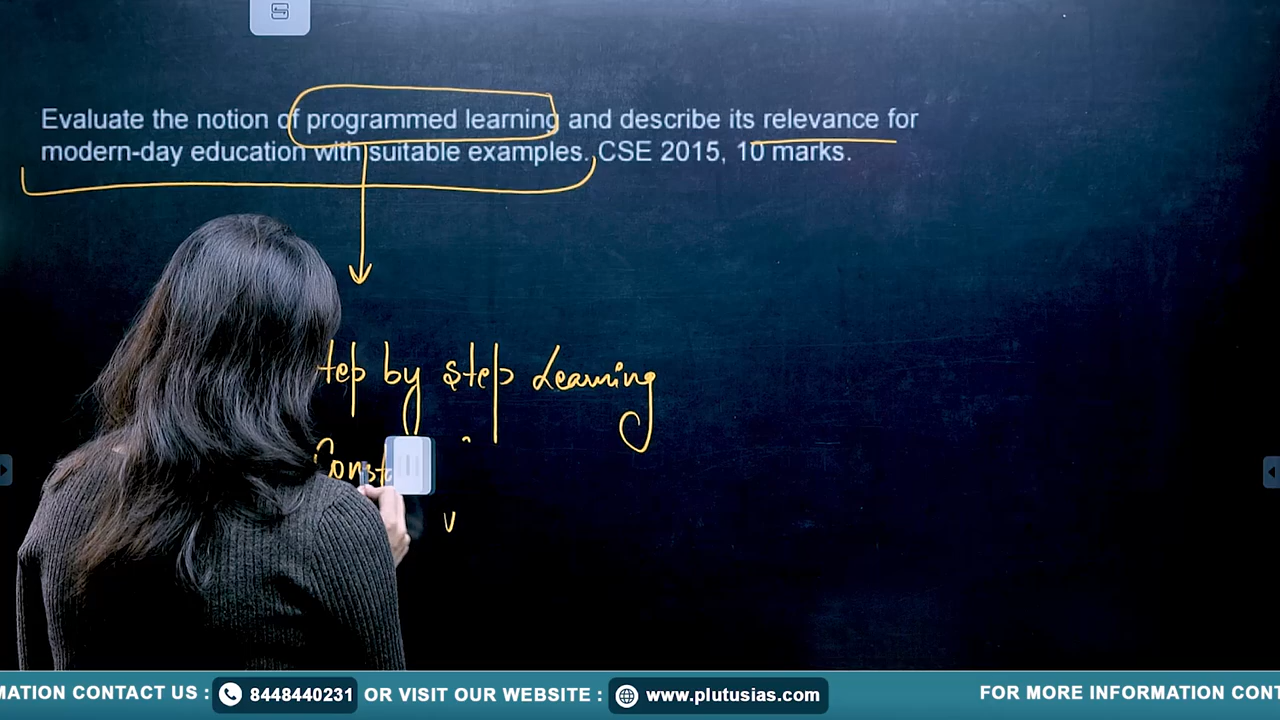 Evaluate the notion of programmed learning and describe its relevance for
modern-day education with suitable examples. CSE 2015, 10 marks.
tep by step Learning
Const
MATION CONTACT US : 8448440231 OR VISIT OUR WEBSITE : www.plutusias.com FOR MORE INFORMATION CONT